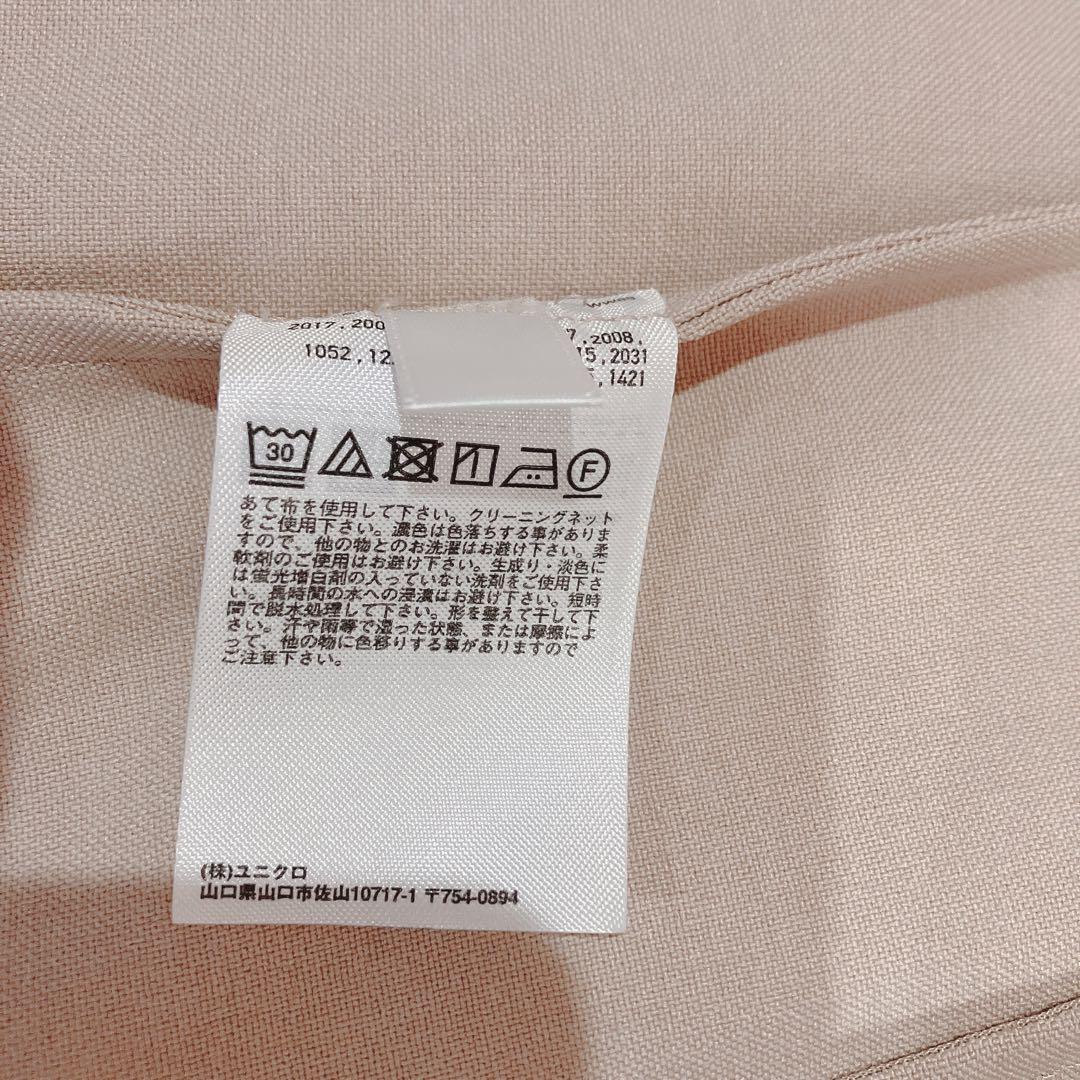 2017,200
7,2008,
1052,12
15,2031
,1421
30
F
あて布を使用して下さい。クリーニングネット
をご使用下さい。濃色は色落ちする事がありま
すので、他の物とのお洗濯はお避け下さい。柔
軟剤のご使用はお避け下さい。生成り・淡色に
は蛍光増白剤の入っていない洗剤をご使用下さ
い。長時間の水への浸漬はお避け下さい。短時
間で脱水処理して下さい。形を整えて干して下
さい。汗や雨等で湿った状態、または摩擦によ
って、他の物に色移りする事がありますので
ご注意下さい。
(株)ユニクロ
山口県山口市佐山10717-1 〒754-0894